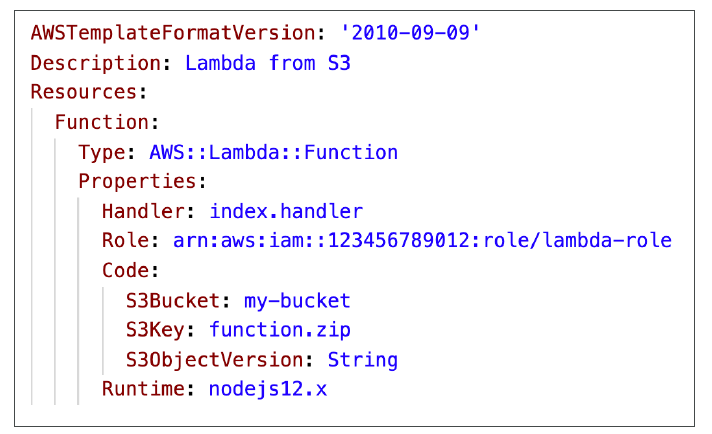 AWSTemplateFormatVersion: '2010-09-09'
Description: Lambda from S3
Resources:
  Function:
    Type: AWS::Lambda::Function
    Properties:
      Handler: index.handler
      Role: arn:aws:iam::123456789012:role/lambda-role
      Code:
        S3Bucket: my-bucket
        S3Key: function.zip
        S3ObjectVersion: String
      Runtime: nodejs12.x